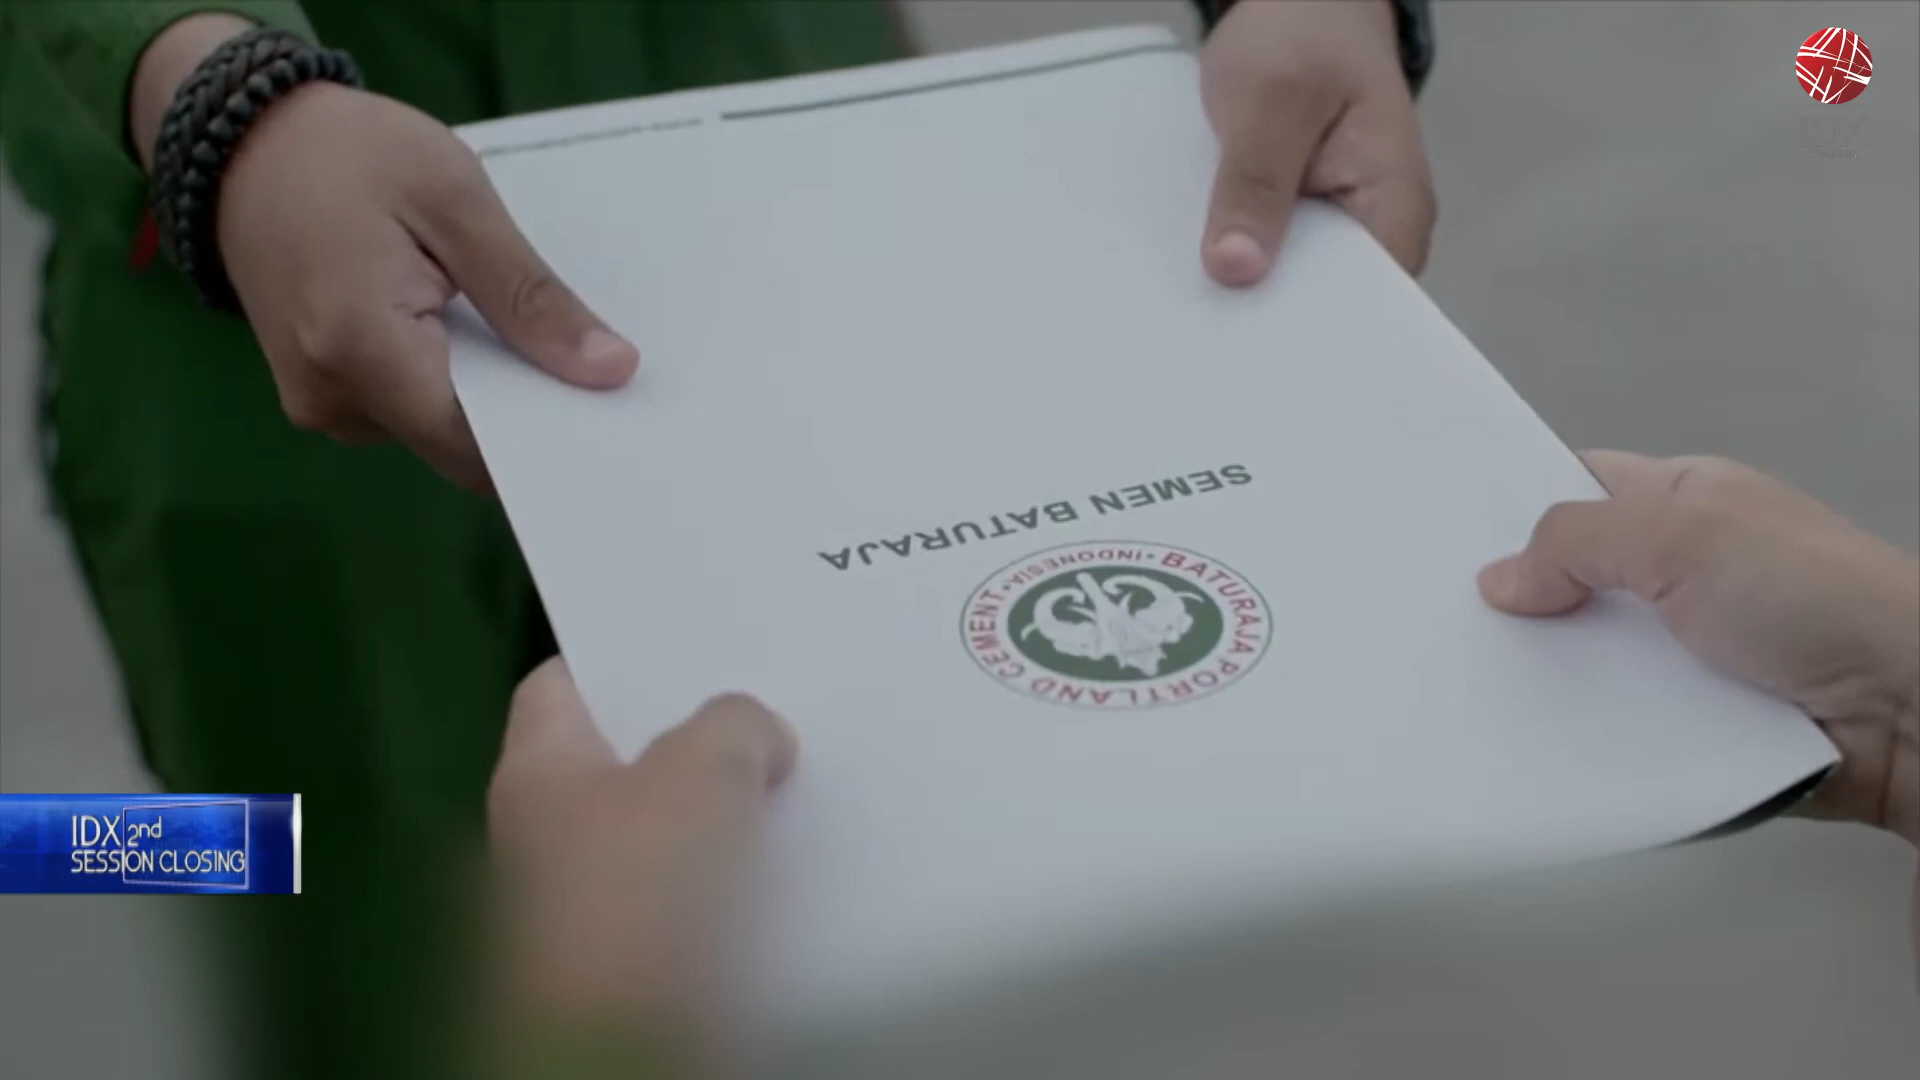 IDX 2nd
SESSION CLOSING
SEMEN BATURAJA
BATURAJA PORTLAND CEMENT • INDONESIA •